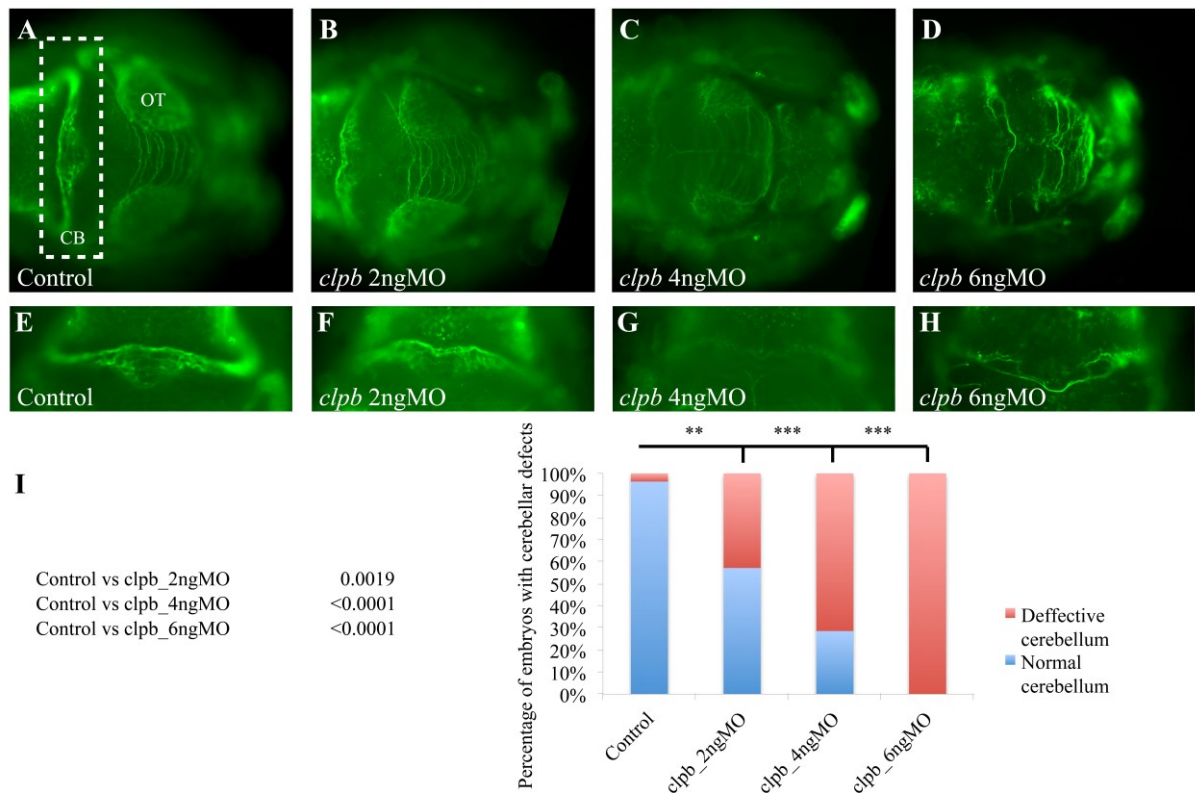 A
OT
CB
Control
B
clpb 2ngMO
C
clpb 4ngMO
D
clpb 6ngMO
E
Control
F
clpb 2ngMO
G
clpb 4ngMO
H
clpb 6ngMO
I
Control vs clpb_2ngMO 0.0019
Control vs clpb_4ngMO <0.0001
Control vs clpb_6ngMO <0.0001
Percentage of embryos with cerebellar defects
** *** ***
100%
90%
80%
70%
60%
50%
40%
30%
20%
10%
0%
Control
clpb_2ngMO
clpb_4ngMO
clpb_6ngMO
Deffective
cerebellum
Normal
cerebellum